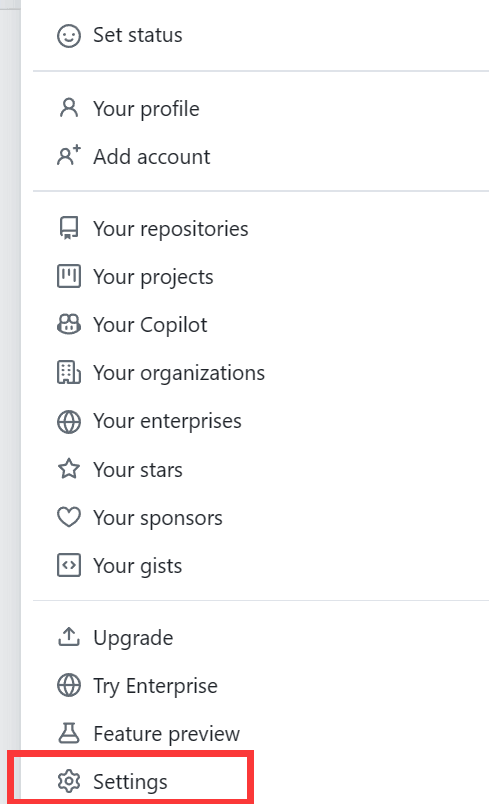 Set status
Your profile
Add account
Your repositories
Your projects
Your Copilot
Your organizations
Your enterprises
Your stars
Your sponsors
Your gists
Upgrade
Try Enterprise
Feature preview
Settings